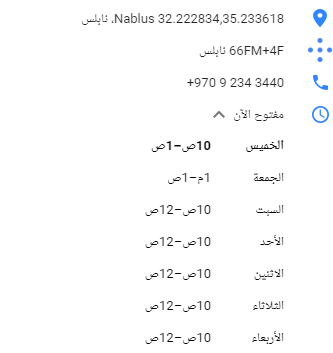 Nablus 32.222834,35.233618، نابلس
66FM+4F نابلس
+970 9 234 3440
مفتوح الآن
الخميس 10ص–1ص
الجمعة 1م–1ص
السبت 10ص–12ص
الأحد 10ص–12ص
الاثنين 10ص–12ص
الثلاثاء 10ص–12ص
الأربعاء 10ص–12ص